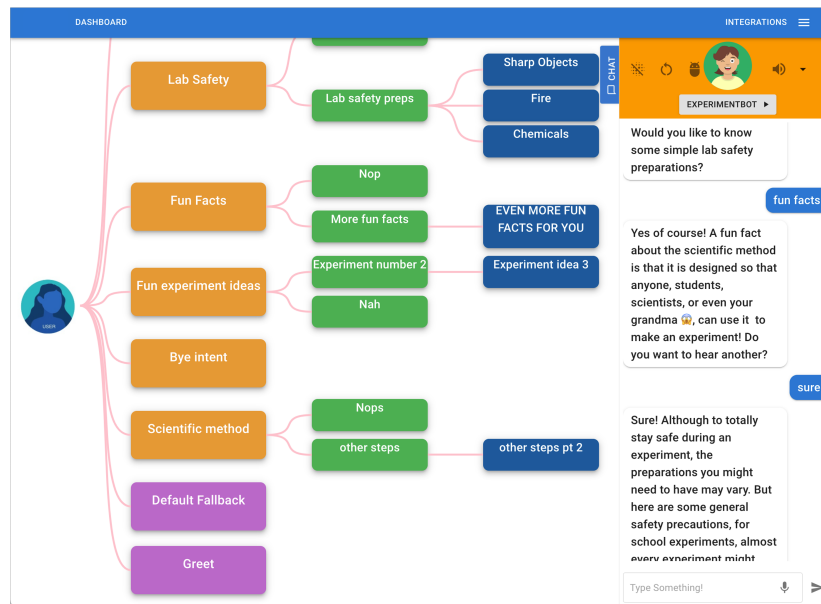 DASHBOARD
INTEGRATIONS
Lab Safety
Lab safety preps
Sharp Objects
Fire
Chemicals
Fun Facts
Nop
More fun facts
EVEN MORE FUN
FACTS FOR YOU
Fun experiment ideas
Experiment number 2
Experiment idea 3
Nah
USER
Bye intent
Scientific method
Nops
other steps
other steps pt 2
Default Fallback
Greet
CHAT
EXPERIMENTBOT
Would you like to know
some simple lab safety
preparations?
fun facts
Yes of course! A fun fact
about the scientific method
is that it is designed so that
anyone, students,
scientists, or even your
grandma 😱, can use it to
make an experiment! Do
you want to hear another?
sure
Sure! Although to totally
stay safe during an
experiment, the
preparations you might
need to have may vary. But
here are some general
safety precautions, for
school experiments, almost
every experiment might
Type Something!